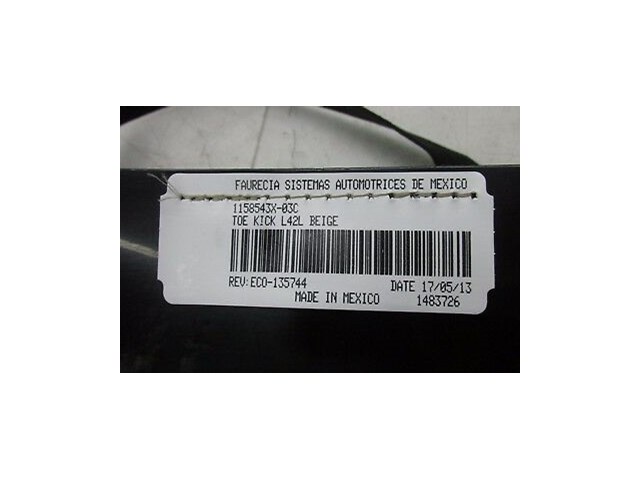 FAURECIA SISTEMAS AUTOMOTRICES DE MEXICO
1158543X-03C
TOE KICK L42L BEIGE
REV:ECO-135744 DATE 17/05/13
MADE IN MEXICO 1483726